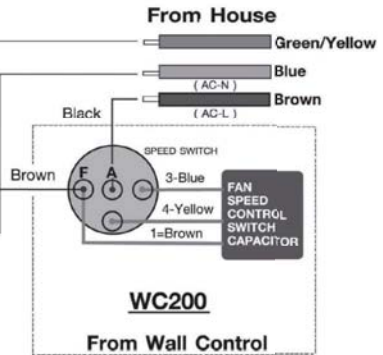 From House
Green/Yellow
Blue
( AC-N )
Brown
( AC-L )
Black
SPEED SWITCH
Brown
F A
3-Blue
4-Yellow
1=Brown
FAN
SPEED
CONTROL
SWITCH
CAPACITOR
WC200
From Wall Control